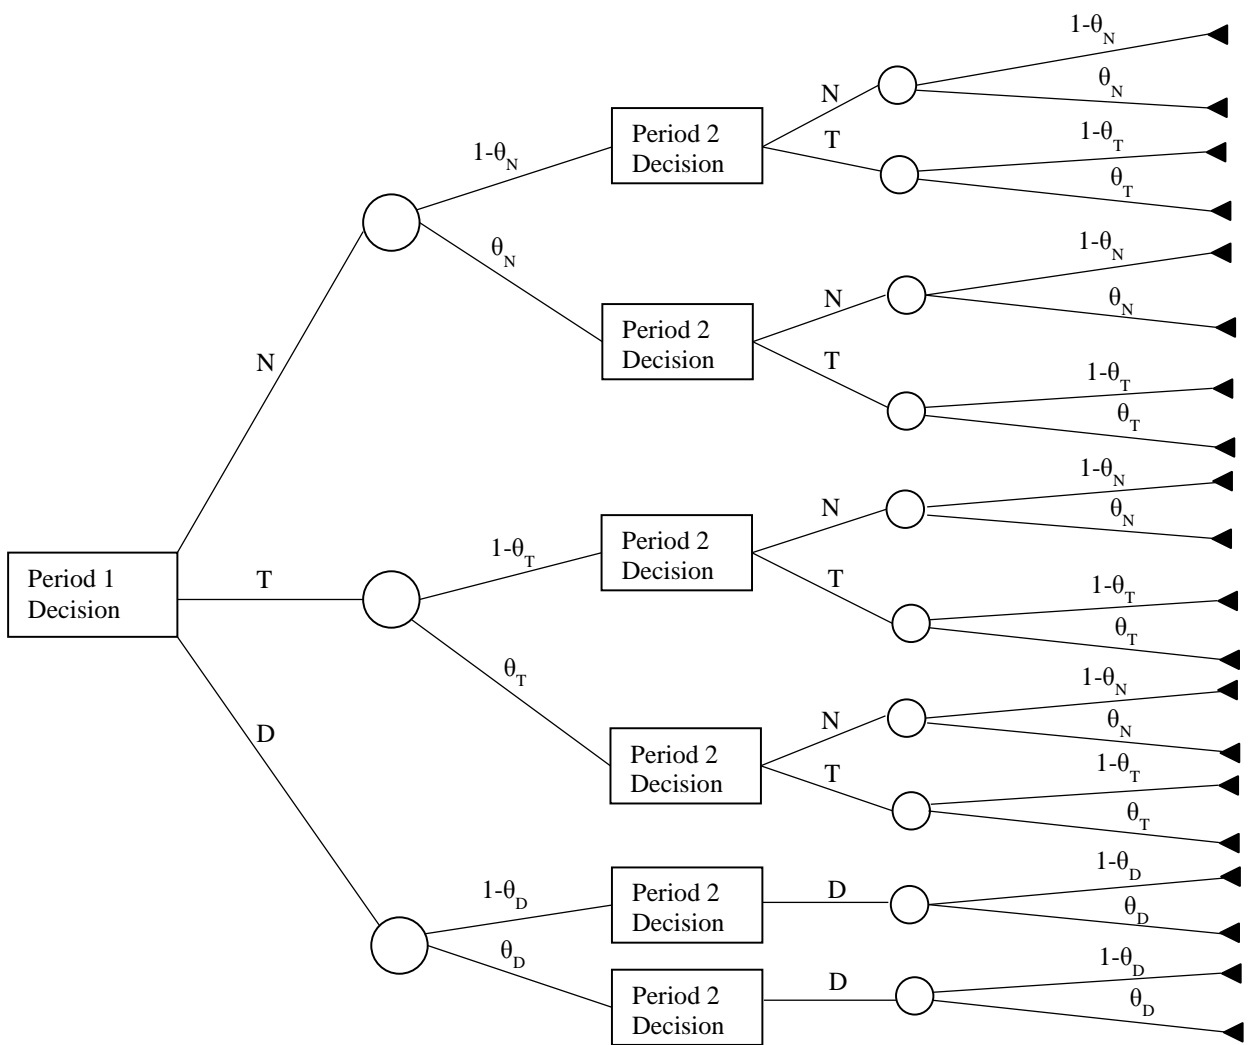 1-θN
θN
N
Period 2
Decision
1-θT
T
θT
1-θN
1-θN
θN
θN
N
Period 2
Decision
T
1-θT
θT
N
1-θN
θN
N
Period 2
Decision
1-θT
Period 1
Decision
T
T
1-θT
θT
θT
1-θN
θN
N
Period 2
Decision
T
1-θT
θT
D
1-θD
Period 2
Decision
D
1-θD
θD
θD
Period 2
Decision
D
1-θD
θD